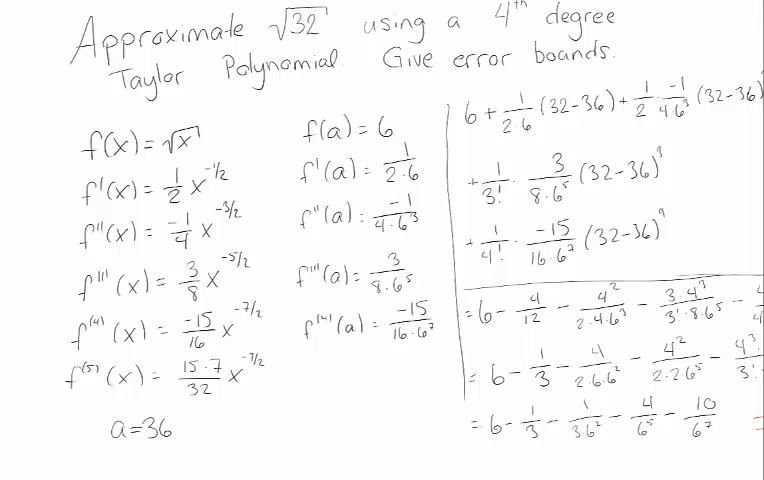 Approximate √32 using a 4th degree
Taylor Polynomial. Give error bounds.
f(x) = √x
f'(x) = 1/2 x^-1/2
f''(x) = -1/4 x^-3/2
f'''(x) = 3/8 x^-5/2
f^(4)(x) = -15/16 x^-7/2
f^(5)(x) = 15·7/32 x^-7/2
a=36
f(a) = 6
f'(a) = 1/2·6
f''(a) = -1/4·6^3
f'''(a) = 3/8·6^5
f^(4)(a) = -15/16·6^7
6 + 1/2·6 (32-36) + 1/2 · -1/4·6^3 (32-36)
+ 1/3! · 3/8·6^5 (32-36)^3
+ 1/4! · -15/16·6^7 (32-36)^4
= 6 - 4/12 - 4^2/2·4·6^3 - 3·4^3/3!·8·6^5 -
= 6 - 1/3 - 4/2·6·6^2 - 4^2/2·2·6^5 - 4^3·/3!
= 6 - 1/3 - 1/3·6^2 - 4/6^5 - 10/6^7 =